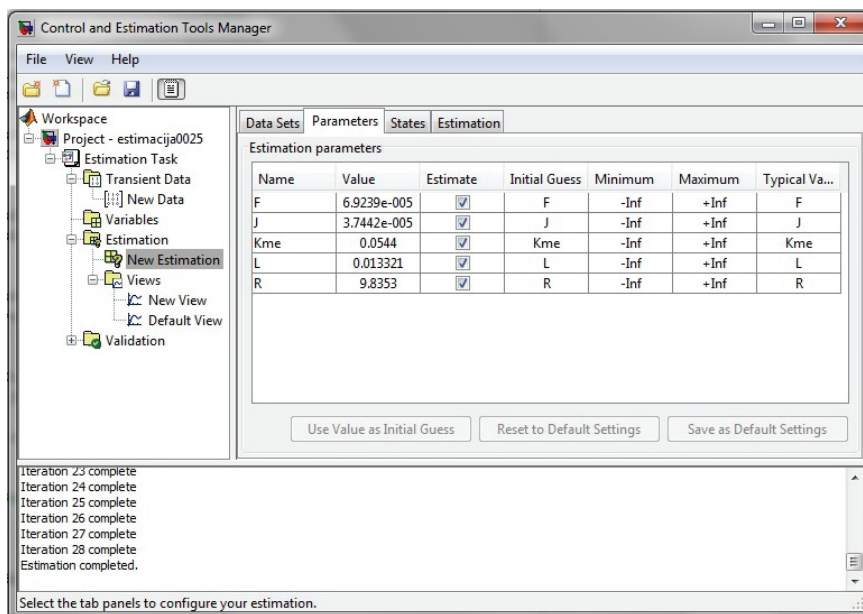 Control and Estimation Tools Manager
File View Help
Workspace
Project - estimacija0025
Estimation Task
Transient Data
New Data
Variables
Estimation
New Estimation
Views
New View
Default View
Validation
Data Sets Parameters States Estimation
Estimation parameters
Name Value Estimate Initial Guess Minimum Maximum Typical Va...
F 6.9239e-005 F -Inf +Inf F
J 3.7442e-005 J -Inf +Inf J
Kme 0.0544 Kme -Inf +Inf Kme
L 0.013321 L -Inf +Inf L
R 9.8353 R -Inf +Inf R
Use Value as Initial Guess Reset to Default Settings Save as Default Settings
Iteration 23 complete
Iteration 24 complete
Iteration 25 complete
Iteration 26 complete
Iteration 27 complete
Iteration 28 complete
Estimation completed.
Select the tab panels to configure your estimation.